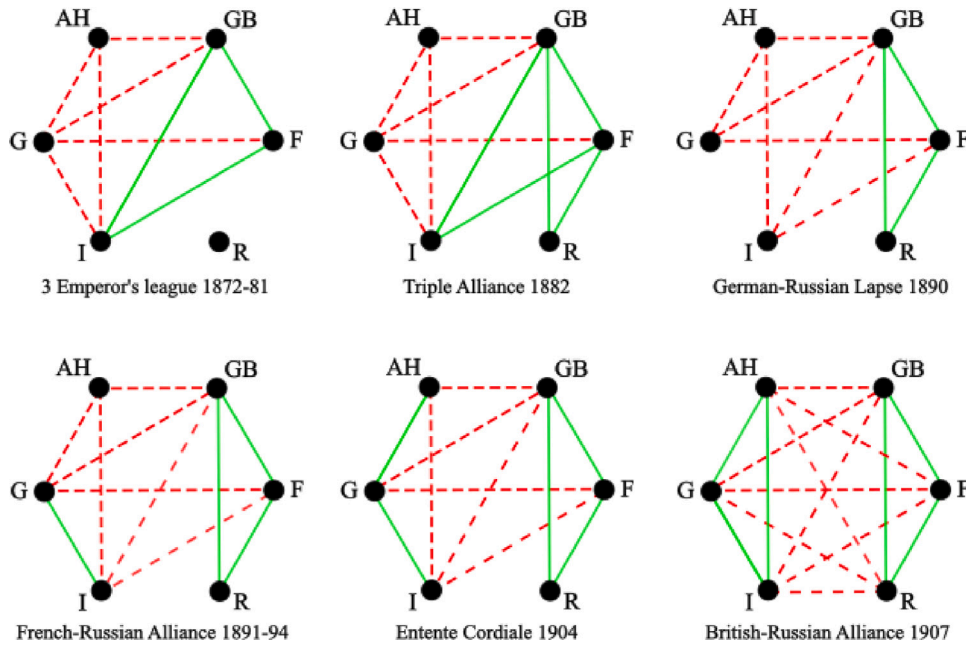 AH GB
G F
I R
3 Emperor's league 1872-81
AH GB
G F
I R
Triple Alliance 1882
AH GB
G F
I R
German-Russian Lapse 1890
AH GB
G F
I R
French-Russian Alliance 1891-94
AH GB
G F
I R
Entente Cordiale 1904
AH GB
G F
I R
British-Russian Alliance 1907